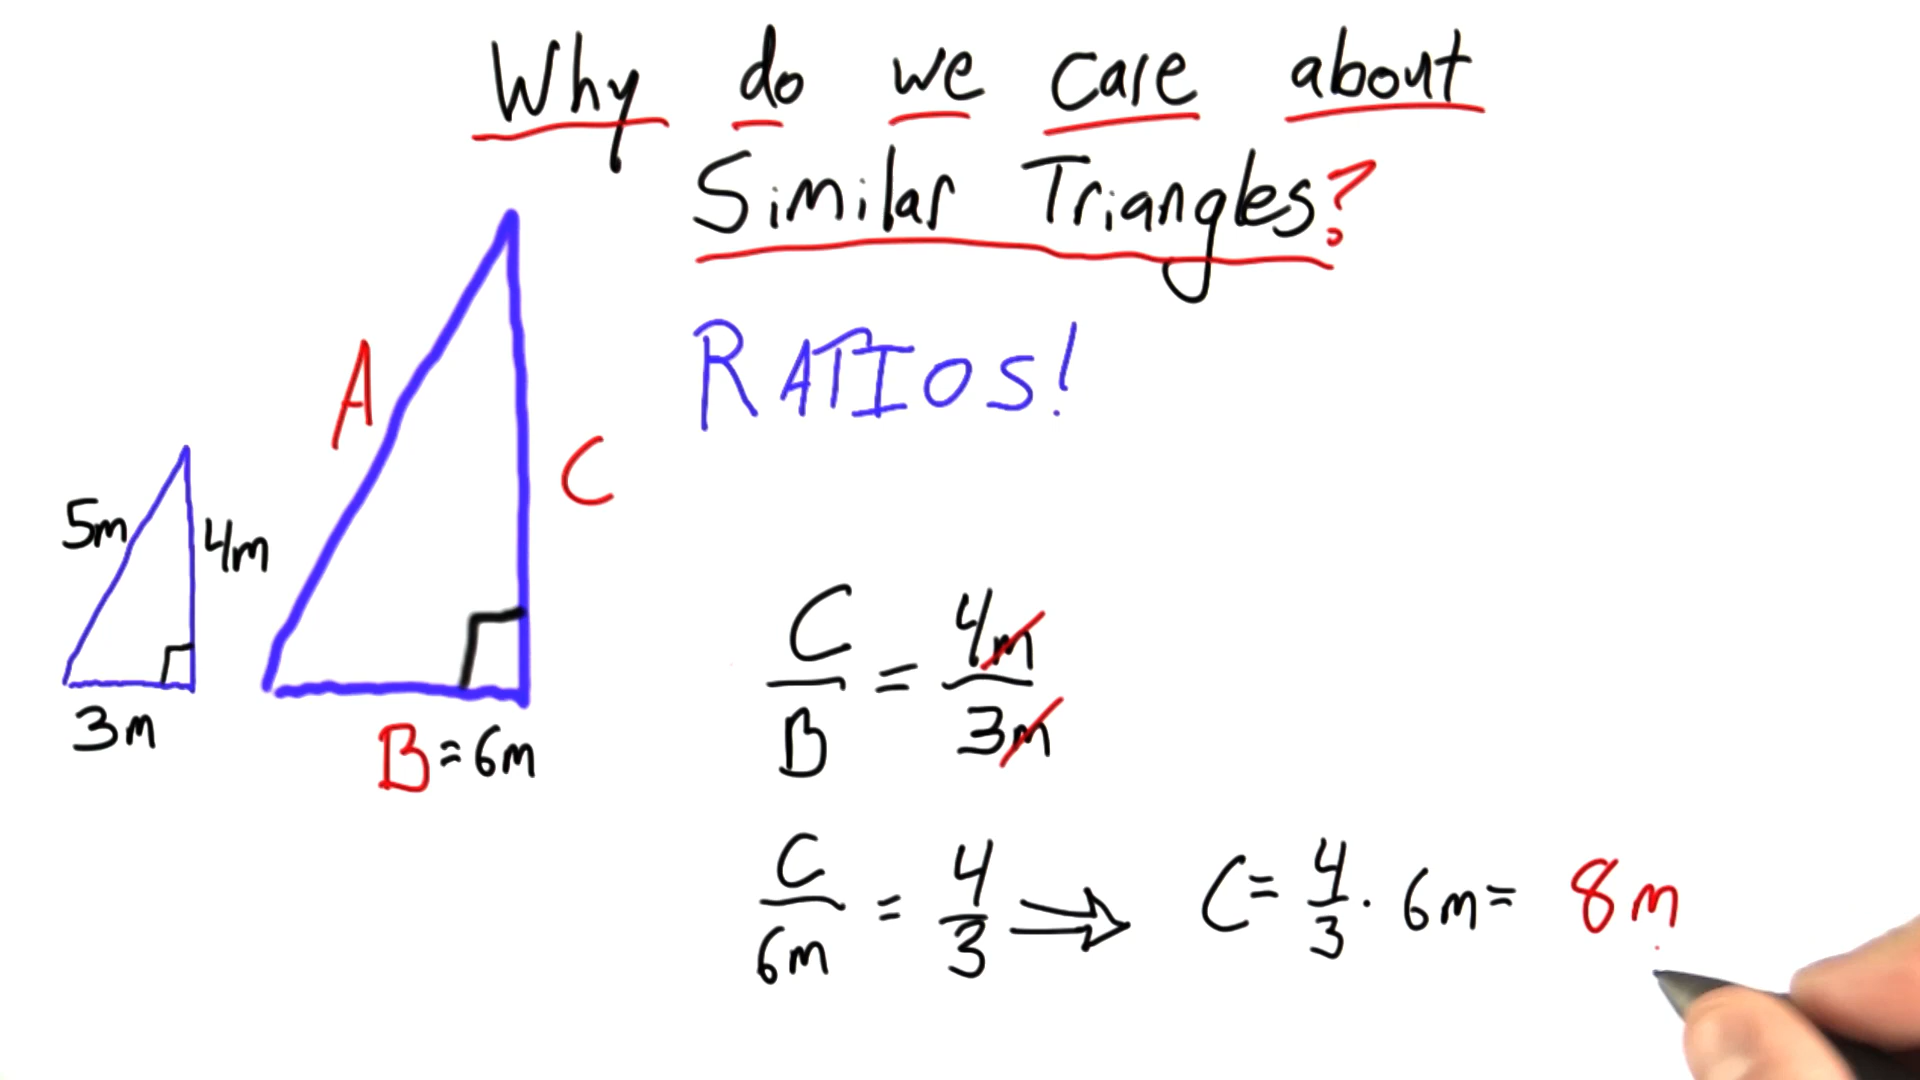 Why do we care about
Similar Triangles?
RATIOS!
A
C
5m
4m
3m
B = 6m
C/B = 4m/3m
C/6m = 4/3 ⇒ C = 4/3 · 6m = 8m